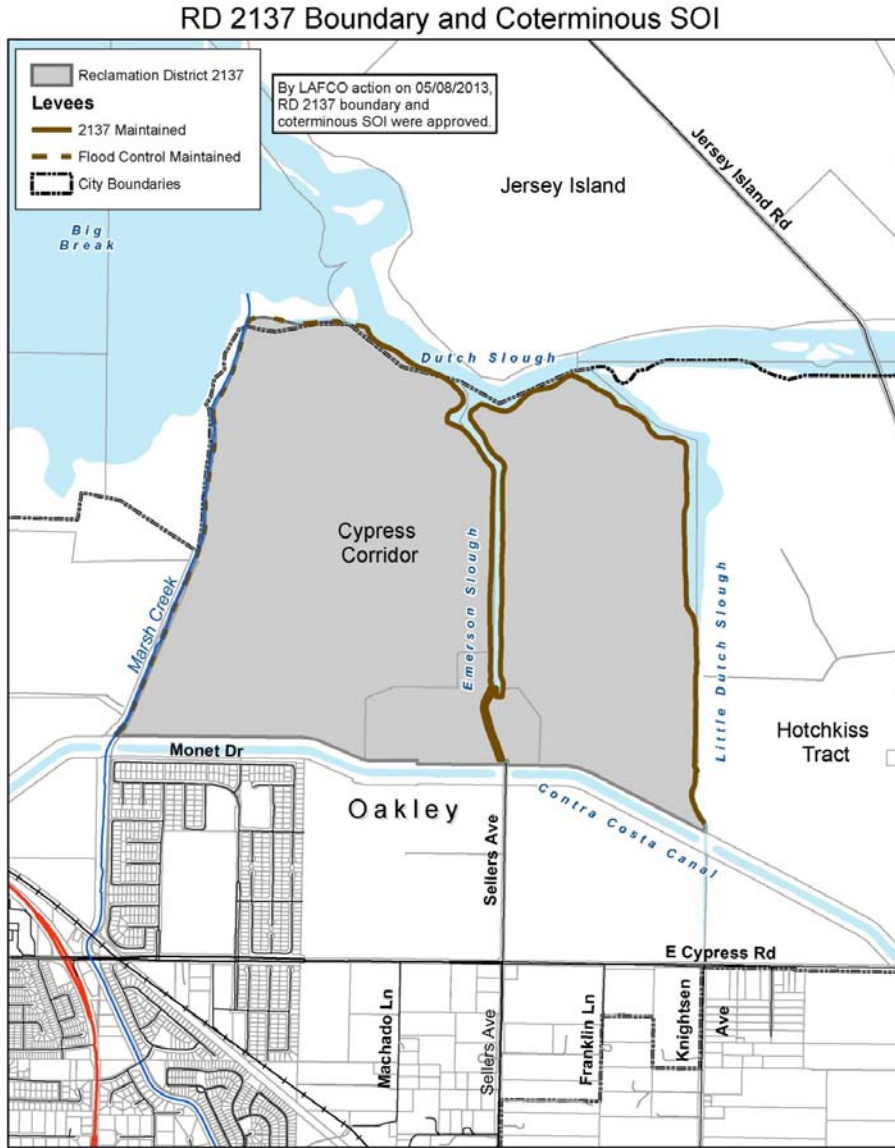 RD 2137 Boundary and Coterminous SOI
Reclamation District 2137
Levees
2137 Maintained
Flood Control Maintained
City Boundaries
By LAFCO action on 05/08/2013,
RD 2137 boundary and
coterminous SOI were approved.
Jersey Island
Jersey Island Rd
Big
Break
Dutch Slough
Cypress
Corridor
Emerson Slough
Marsh Creek
Little Dutch Slough
Hotchkiss
Tract
Monet Dr
Oakley
Contra Costa Canal
Sellers Ave
E Cypress Rd
Machado Ln
Sellers Ave
Franklin Ln
Knightsen
Ave